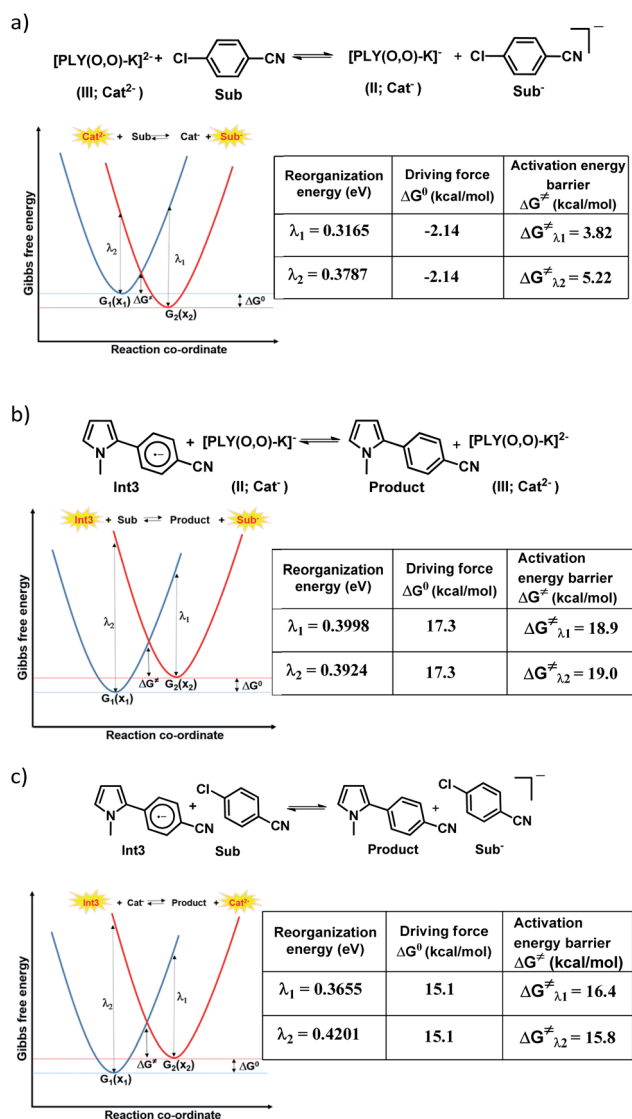 a)
[PLY(O,O)-K]²⁻ + Cl CN ⇌ [PLY(O,O)-K]⁻ + Cl CN ⁻
(III; Cat²⁻) Sub (II; Cat⁻) Sub⁻
Cat²⁻ + Sub ⇌ Cat⁻ + Sub⁻
Gibbs free energy
λ₂ λ₁
G₁(x₁) ΔG≠ G₂(x₂) ΔG⁰
Reaction co-ordinate
Reorganization energy (eV) Driving force ΔG⁰ (kcal/mol) Activation energy barrier ΔG≠ (kcal/mol)
λ₁ = 0.3165 -2.14 ΔG≠λ1 = 3.82
λ₂ = 0.3787 -2.14 ΔG≠λ2 = 5.22
b)
N CN •− + [PLY(O,O)-K]⁻ ⇌ N CN + [PLY(O,O)-K]²⁻
Int3 (II; Cat⁻) Product (III; Cat²⁻)
Int3 + Sub ⇌ Product + Sub⁻
Gibbs free energy
λ₂ λ₁
G₁(x₁) ΔG≠ G₂(x₂) ΔG⁰
Reaction co-ordinate
Reorganization energy (eV) Driving force ΔG⁰ (kcal/mol) Activation energy barrier ΔG≠ (kcal/mol)
λ₁ = 0.3998 17.3 ΔG≠λ1 = 18.9
λ₂ = 0.3924 17.3 ΔG≠λ2 = 19.0
c)
N CN •− + Cl CN ⇌ N CN + Cl CN ⁻
Int3 Sub Product Sub⁻
Int3 + Cat⁻ ⇌ Product + Cat²⁻
Gibbs free energy
λ₂ λ₁
G₁(x₁) ΔG≠ G₂(x₂) ΔG⁰
Reaction co-ordinate
Reorganization energy (eV) Driving force ΔG⁰ (kcal/mol) Activation energy barrier ΔG≠ (kcal/mol)
λ₁ = 0.3655 15.1 ΔG≠λ1 = 16.4
λ₂ = 0.4201 15.1 ΔG≠λ2 = 15.8